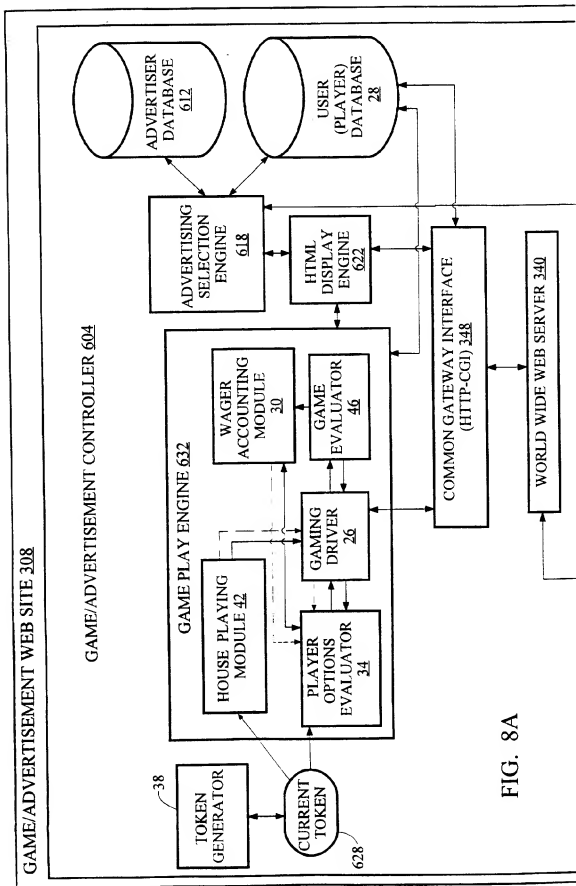 GAME/ADVERTISEMENT WEB SITE 308
GAME/ADVERTISEMENT CONTROLLER 604
TOKEN
GENERATOR
38
CURRENT
TOKEN
628
GAME PLAY ENGINE 632
HOUSE PLAYING
MODULE 42
WAGER
ACCOUNTING
MODULE
30
PLAYER
OPTIONS
EVALUATOR
34
GAMING
DRIVER
26
GAME
EVALUATOR
46
ADVERTISING
SELECTION
ENGINE
618
HTML
DISPLAY
ENGINE
622
ADVERTISER
DATABASE
612
USER
(PLAYER)
DATABASE
28
COMMON GATEWAY INTERFACE
(HTTP-CGI) 348
WORLD WIDE WEB SERVER 340
FIG. 8A